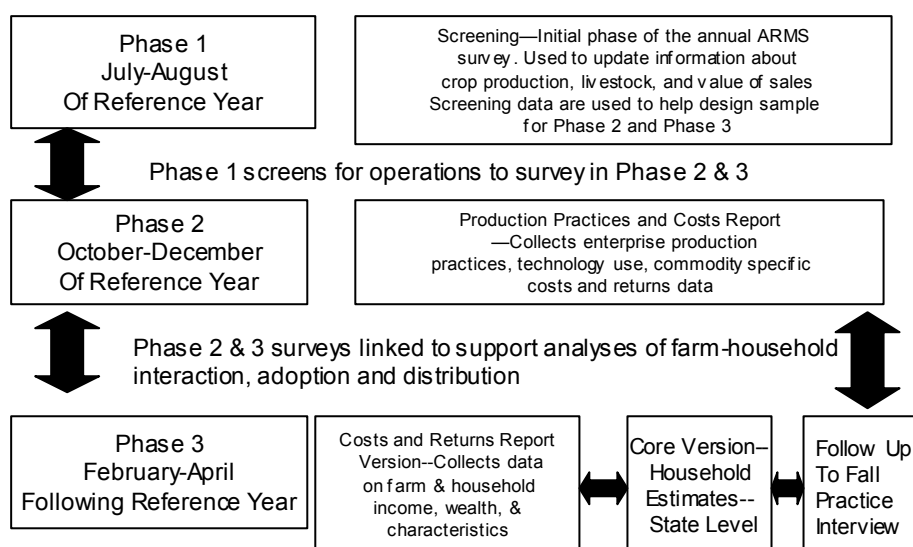 Phase 1
July-August
Of Reference Year
Screening—Initial phase of the annual ARMS
survey. Used to update information about
crop production, livestock, and value of sales
Screening data are used to help design sample
for Phase 2 and Phase 3
Phase 1 screens for operations to survey in Phase 2 & 3
Phase 2
October-December
Of Reference Year
Production Practices and Costs Report
—Collects enterprise production
practices, technology use, commodity specific
costs and returns data
Phase 2 & 3 surveys linked to support analyses of farm-household
interaction, adoption and distribution
Phase 3
February-April
Following Reference Year
Costs and Returns Report
Version--Collects data
on farm & household
income, wealth, &
characteristics
Core Version–
Household
Estimates--
State Level
Follow Up
To Fall
Practice
Interview